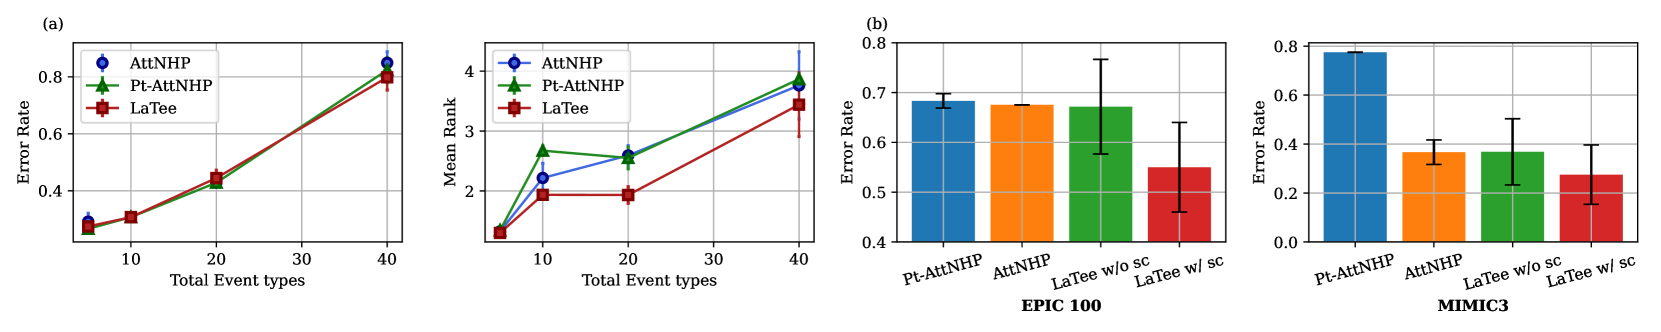 (a)
Error Rate
0.8
0.6
0.4
AttNHP
Pt-AttNHP
LaTee
10
20
30
40
Total Event types
Mean Rank
4
3
2
AttNHP
Pt-AttNHP
LaTee
10
20
30
40
Total Event types
(b)
Error Rate
0.8
0.7
0.6
0.5
0.4
Pt-AttNHP
AttNHP
LaTee w/o sc
LaTee w/ sc
EPIC 100
Error Rate
0.8
0.6
0.4
0.2
0.0
Pt-AttNHP
AttNHP
LaTee w/o sc
LaTee w/ sc
MIMIC3